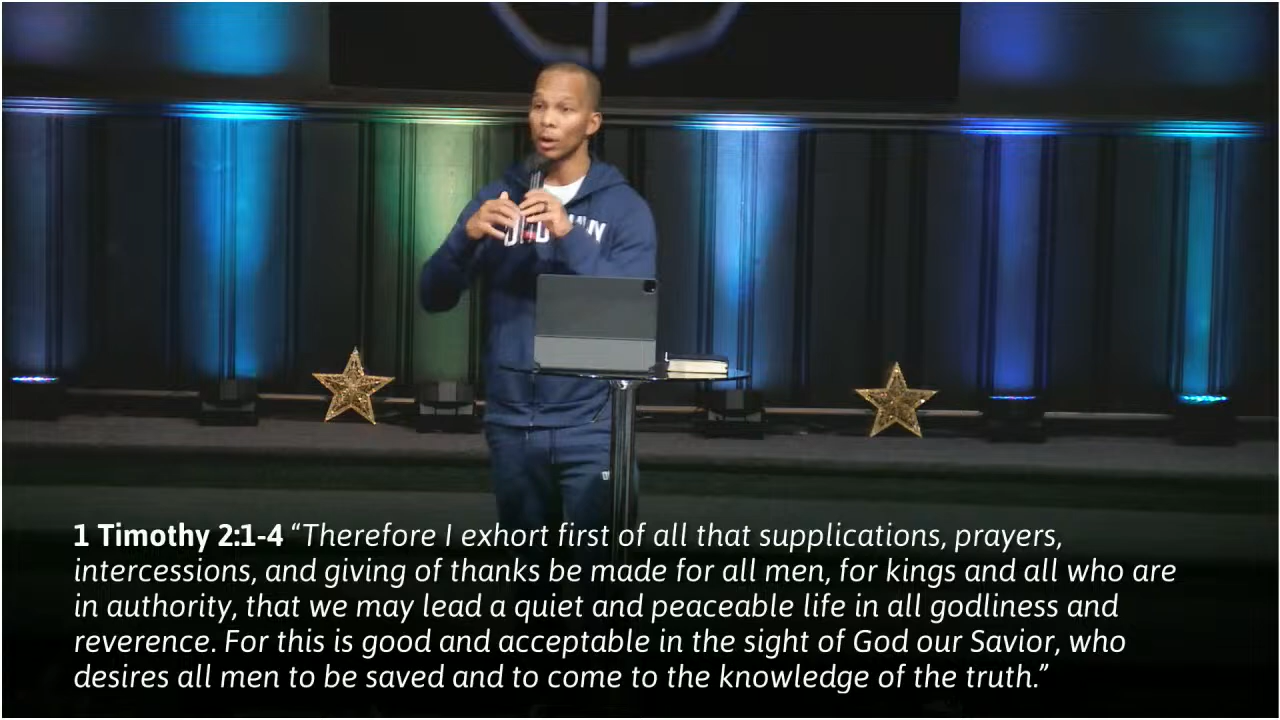 1 Timothy 2:1-4 “Therefore I exhort first of all that supplications, prayers,
intercessions, and giving of thanks be made for all men, for kings and all who are
in authority, that we may lead a quiet and peaceable life in all godliness and
reverence. For this is good and acceptable in the sight of God our Savior, who
desires all men to be saved and to come to the knowledge of the truth.”